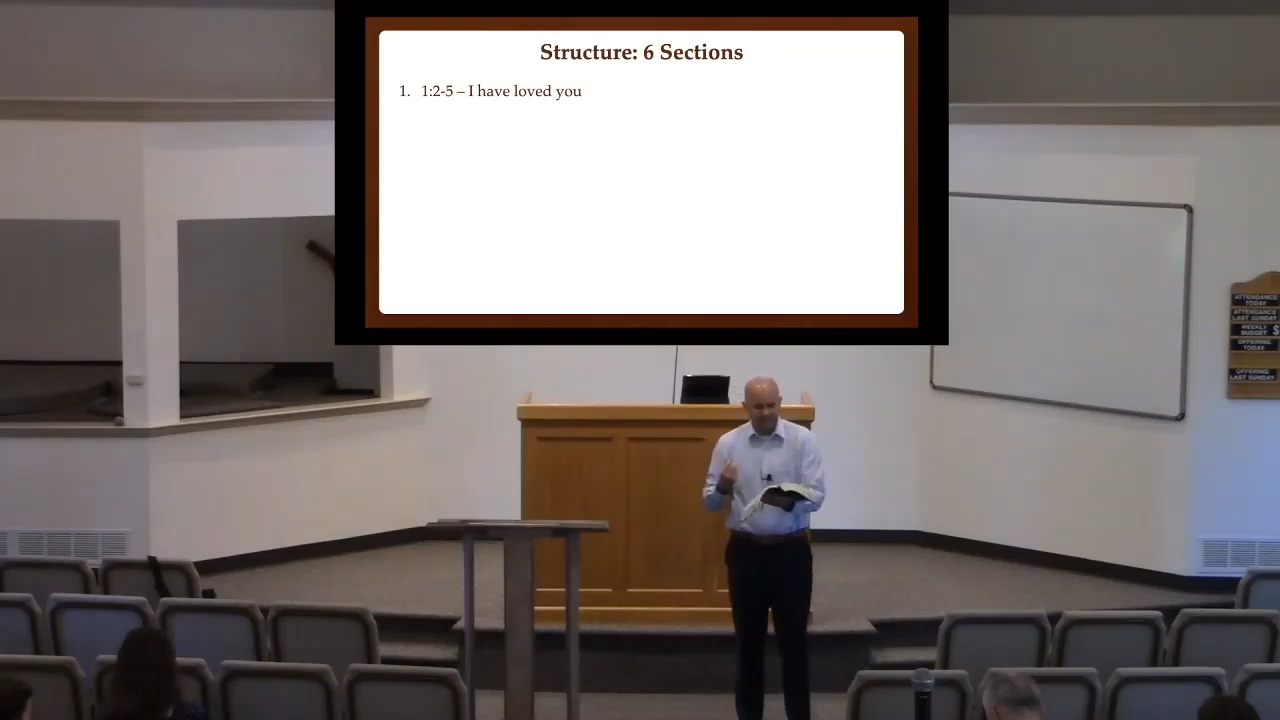 Structure: 6 Sections
1. 1:2-5 – I have loved you
ATTENDANCE
TODAY
ATTENDANCE
LAST SUNDAY
WEEKLY
BUDGET $
OFFERING
TODAY
OFFERING
LAST SUNDAY